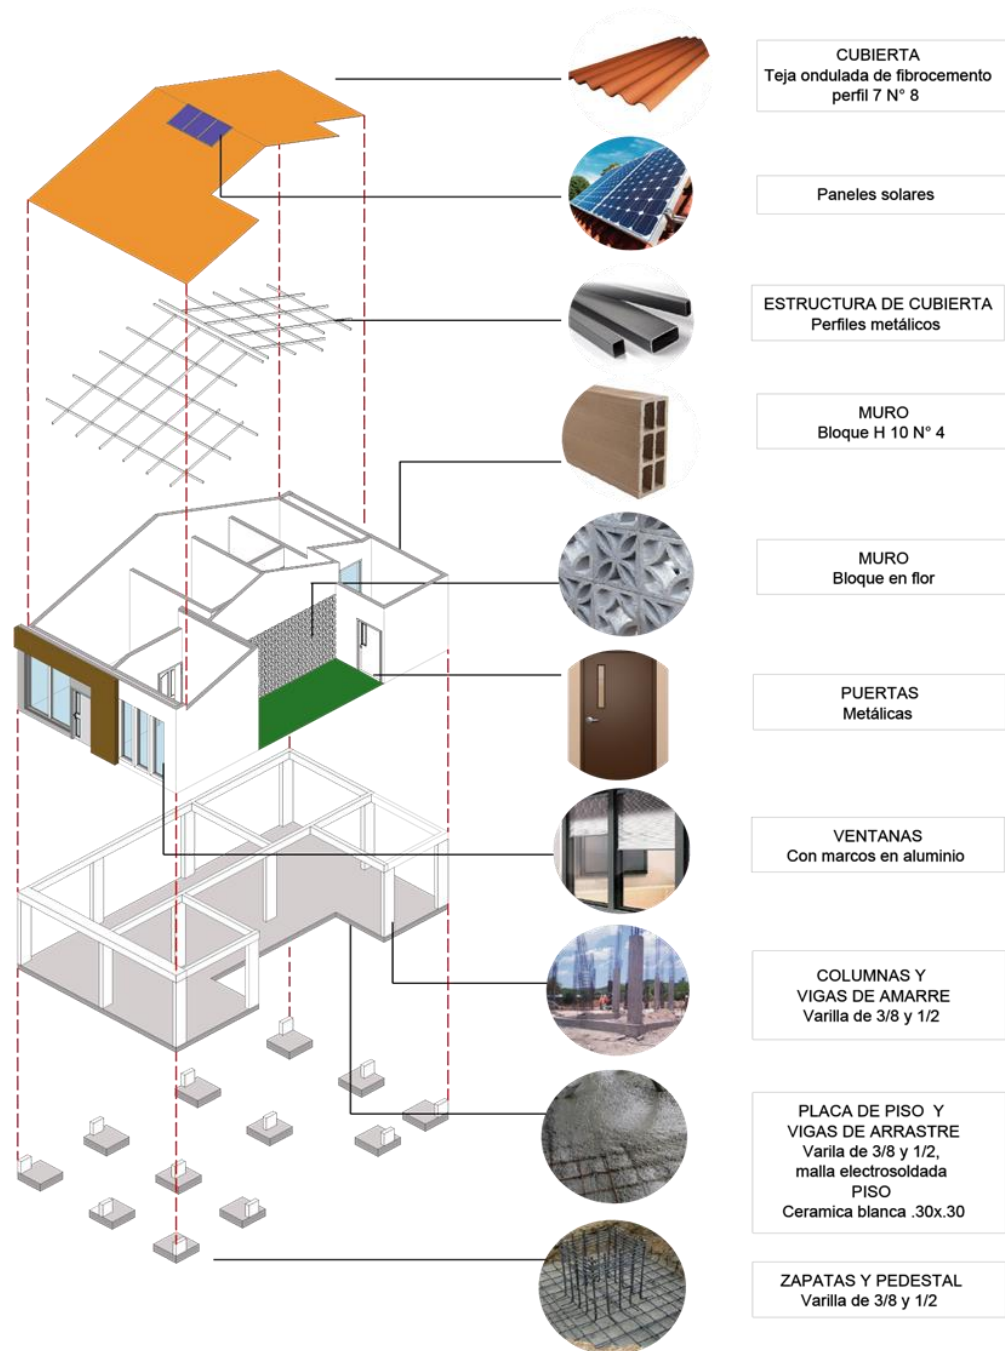 CUBIERTA
Teja ondulada de fibrocemento
perfil 7 N° 8
Paneles solares
ESTRUCTURA DE CUBIERTA
Perfiles metálicos
MURO
Bloque H 10 N° 4
MURO
Bloque en flor
PUERTAS
Metálicas
VENTANAS
Con marcos en aluminio
COLUMNAS Y
VIGAS DE AMARRE
Varilla de 3/8 y 1/2
PLACA DE PISO Y
VIGAS DE ARRASTRE
Varila de 3/8 y 1/2,
malla electrosoldada
PISO
Ceramica blanca .30x.30
ZAPATAS Y PEDESTAL
Varilla de 3/8 y 1/2